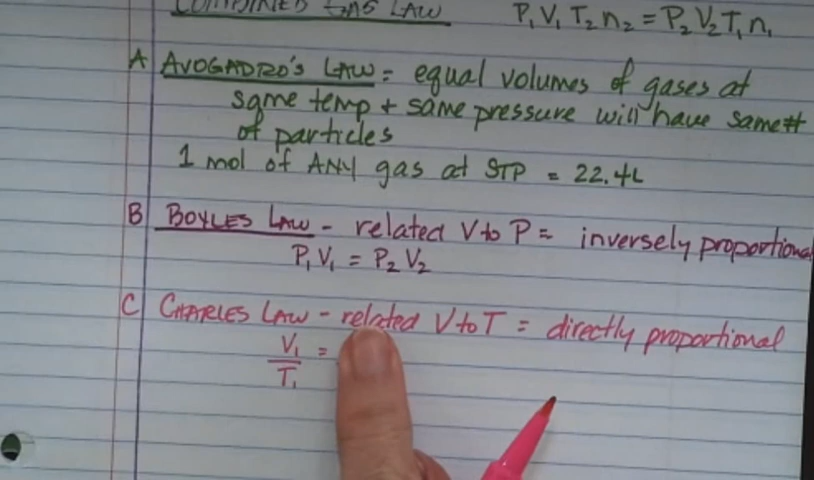 COMBINED GAS LAW P₁V₁T₂n₂=P₂V₂T₁n₁
A AVOGADRO'S LAW = equal volumes of gases at
same temp + same pressure will have same #
of particles
1 mol of ANY gas at STP = 22.4L
B BOYLES LAW - related V to P = inversely proportional
P₁V₁ = P₂V₂
C CHARLES LAW - related V to T = directly proportional
V₁ =
T₁